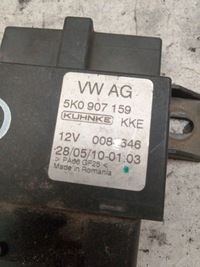 VW AG
5K0 907 159
KUHNKE KKE
12V 008 346
28/05/10-01:03
> PA66 GF25 <
Made in Romania